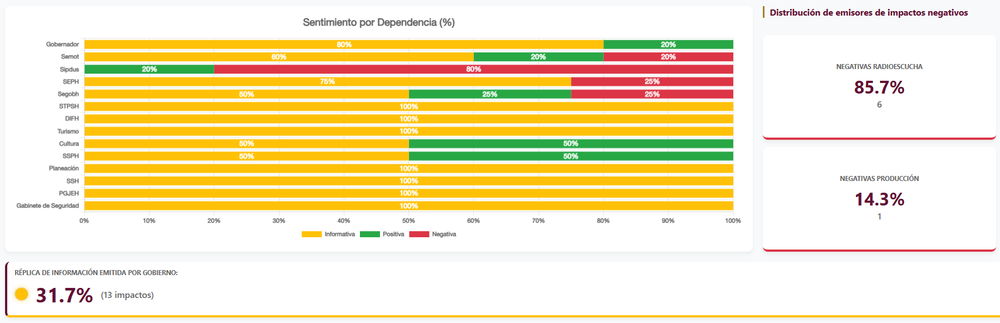 Sentimiento por Dependencia (%)
Gobernador 80% 20%
Semot 60% 20% 20%
Sipdus 20% 80%
SEPH 75% 25%
Segobh 50% 25% 25%
STPSH 100%
DIFH 100%
Turismo 100%
Cultura 50% 50%
SSPH 50% 50%
Planeación 100%
SSH 100%
PGJEH 100%
Gabinete de Seguridad 100%
0% 10% 20% 30% 40% 50% 60% 70% 80% 90% 100%
Informativa Positiva Negativa
Distribución de emisores de impactos negativos
NEGATIVAS RADIOESCUCHA
85.7%
6
NEGATIVAS PRODUCCIÓN
14.3%
1
RÉPLICA DE INFORMACIÓN EMITIDA POR GOBIERNO:
31.7% (13 impactos)